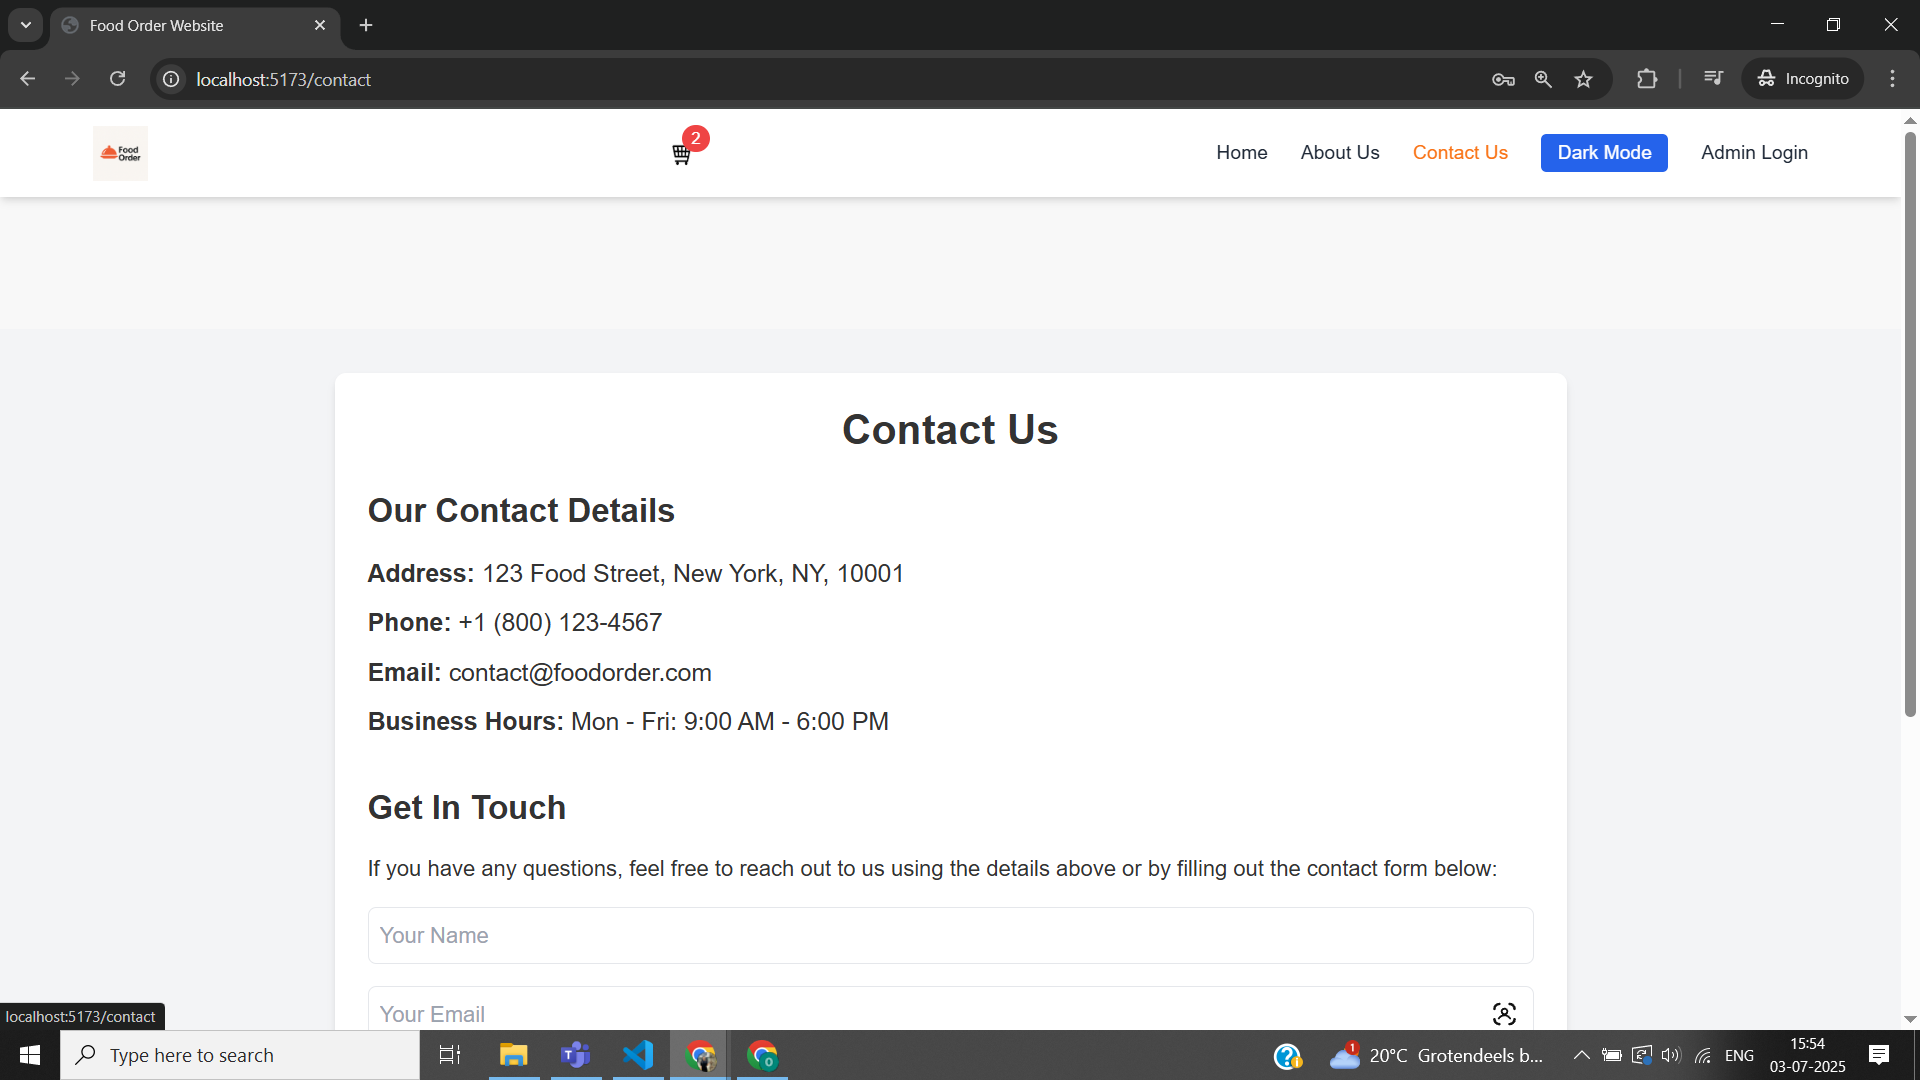 Food Order Website
localhost:5173/contact
Incognito
Food
Order
2
Home
About Us
Contact Us
Dark Mode
Admin Login
Contact Us
Our Contact Details
Address: 123 Food Street, New York, NY, 10001
Phone: +1 (800) 123-4567
Email: contact@foodorder.com
Business Hours: Mon - Fri: 9:00 AM - 6:00 PM
Get In Touch
If you have any questions, feel free to reach out to us using the details above or by filling out the contact form below:
Your Name
Your Email
localhost:5173/contact
Type here to search
1
20°C Grotendeels b...
ENG
15:54
03-07-2025